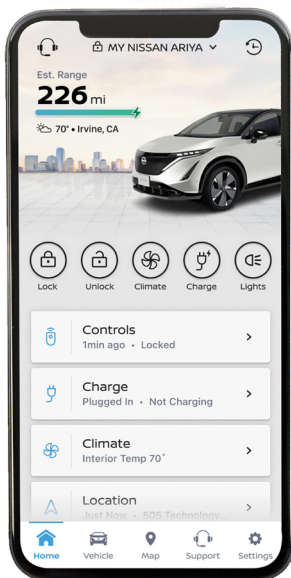 MY NISSAN ARIYA
Est. Range
226 mi
70° • Irvine, CA
Lock
Unlock
Climate
Charge
Lights
Controls
1min ago • Locked
Charge
Plugged In • Not Charging
Climate
Interior Temp 70°
Location
Just Now • 505 Technology...
Home
Vehicle
Map
Support
Settings